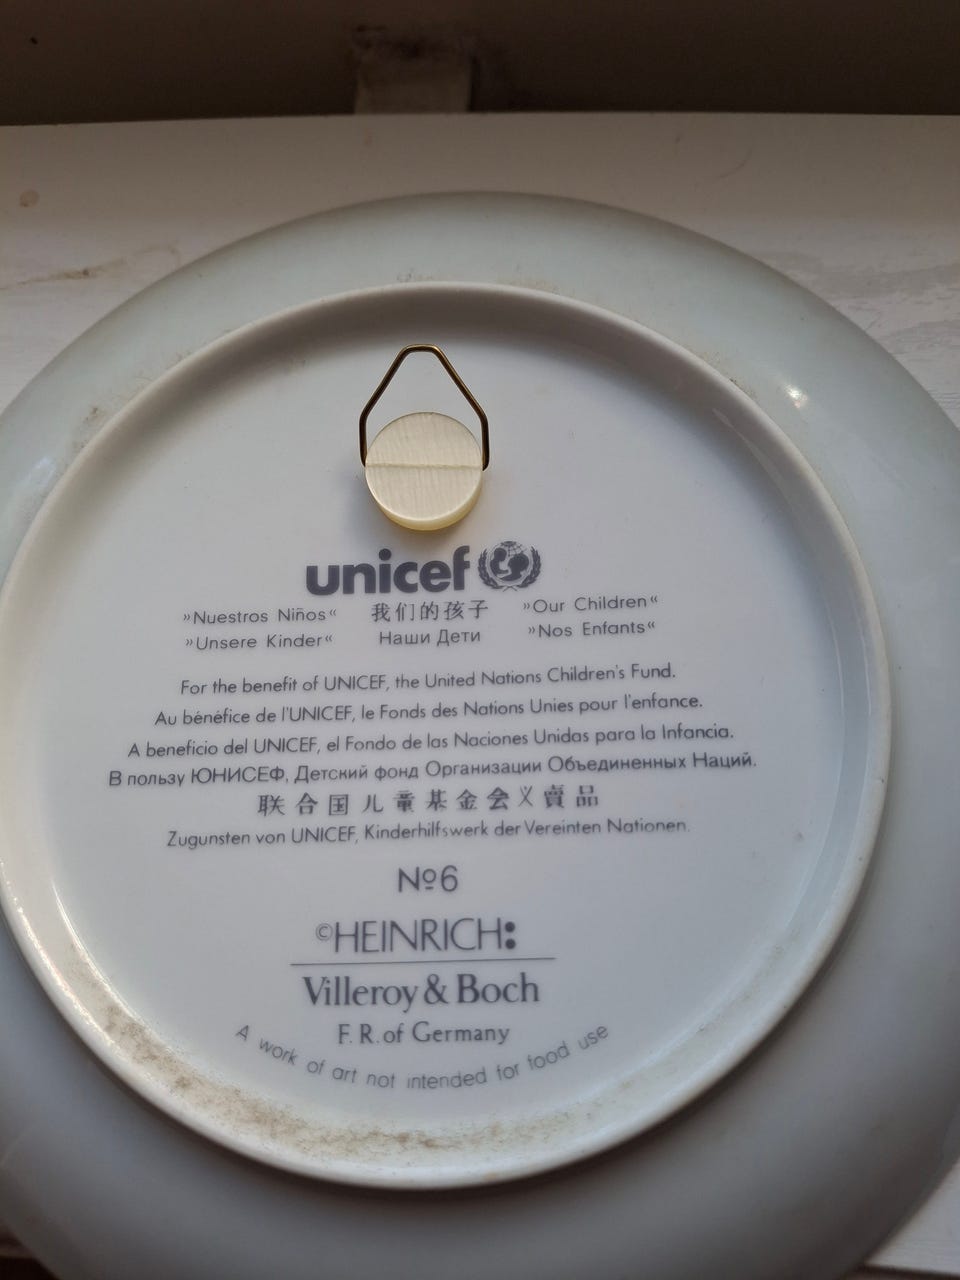 unicef
»Nuestros Niños« 我们的孩子 »Our Children«
»Unsere Kinder« Наши Дети »Nos Enfants«
For the benefit of UNICEF, the United Nations Children's Fund.
Au bénéfice de l'UNICEF, le Fonds des Nations Unies pour l'enfance.
A beneficio del UNICEF, el Fondo de las Naciones Unidas para la Infancia.
В пользу ЮНИСЕФ, Детский фонд Организации Объединенных Наций.
联合国儿童基金会义賣品
Zugunsten von UNICEF, Kinderhilfswerk der Vereinten Nationen.
Nº 6
©HEINRICH:
Villeroy & Boch
F. R. of Germany
A work of art not intended for food use